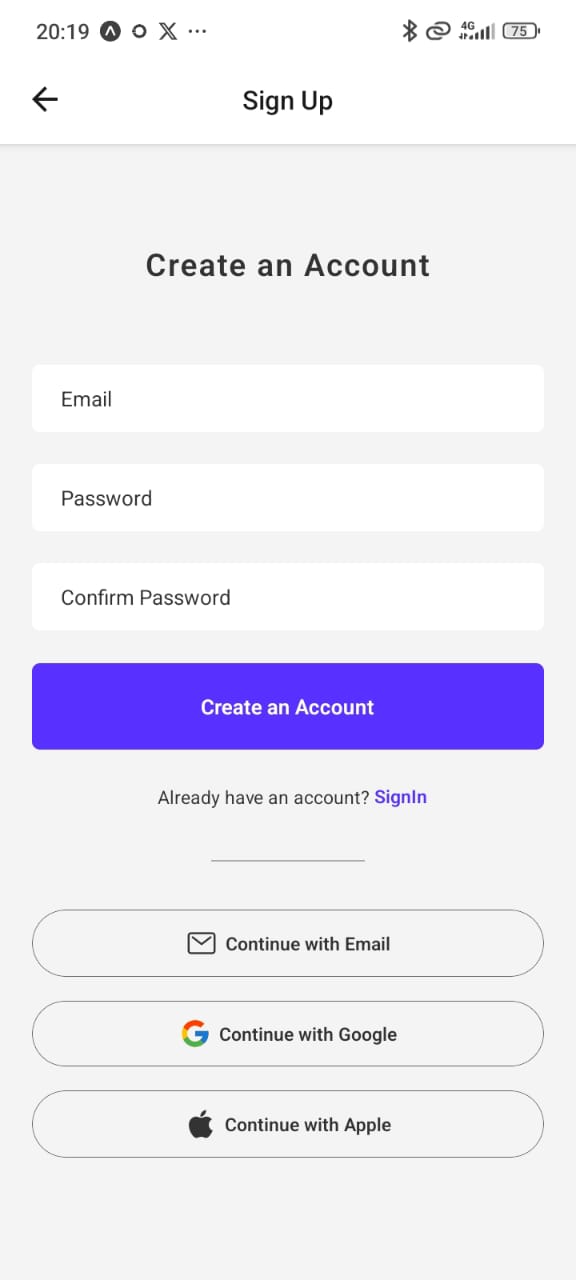 20:19 ··· 4G 75
Sign Up
Create an Account
Email
Password
Confirm Password
Create an Account
Already have an account? SignIn
Continue with Email
Continue with Google
Continue with Apple